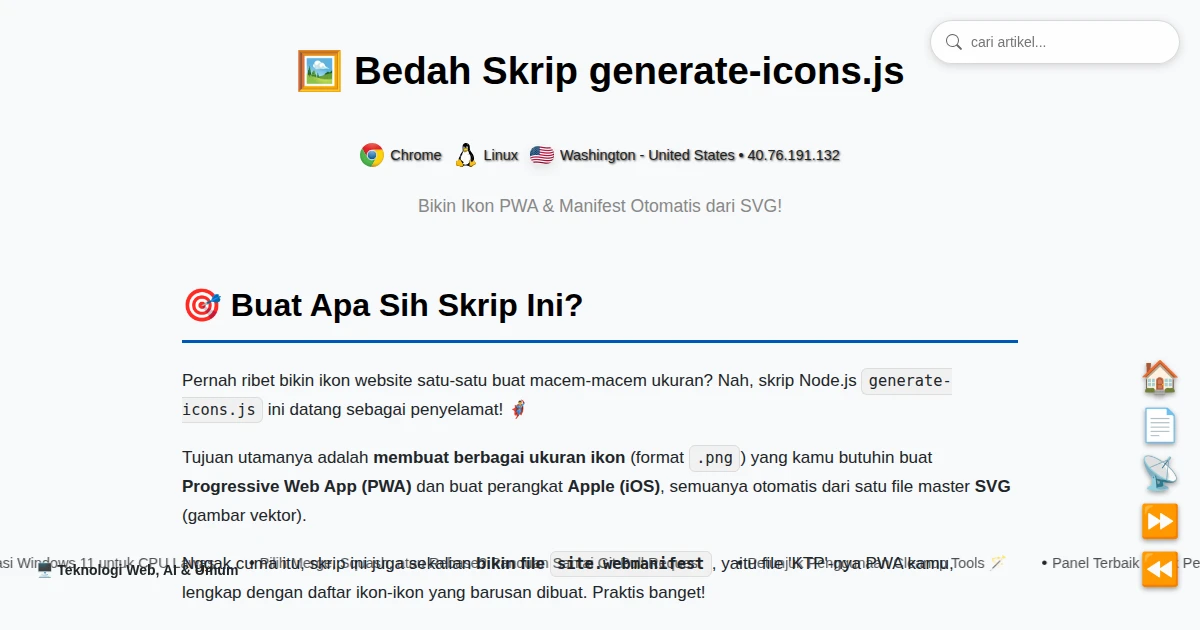 cari artikel...
Bedah Skrip generate-icons.js
Chrome Linux Washington - United States • 40.76.191.132
Bikin Ikon PWA & Manifest Otomatis dari SVG!
Buat Apa Sih Skrip Ini?
Pernah ribet bikin ikon website satu-satu buat macem-macem ukuran? Nah, skrip Node.js generate-
icons.js ini datang sebagai penyelamat!
Tujuan utamanya adalah membuat berbagai ukuran ikon (format .png) yang kamu butuhin buat
Progressive Web App (PWA) dan buat perangkat Apple (iOS), semuanya otomatis dari satu file master SVG
(gambar vektor).
Nggak cuma itu, skrip ini juga sekalian bikin file site.webmanifest, yaitu file 'KTP'-nya PWA kamu,
asi Windows 11 untuk CPU • Tools • Panel Terbaik
Teknologi Web, AI & Umum
lengkap dengan daftar ikon-ikon yang barusan dibuat. Praktis banget!